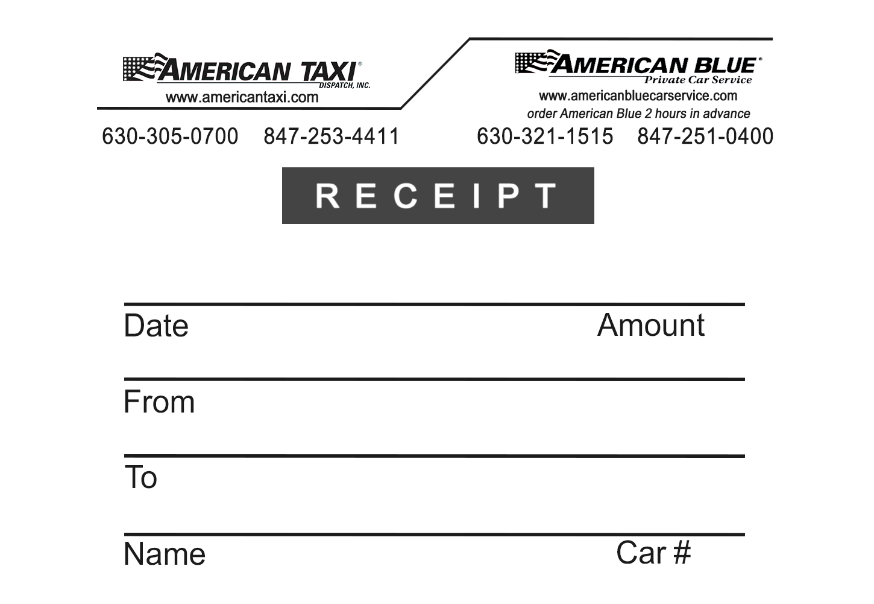 AMERICAN TAXI®
DISPATCH, INC.
www.americantaxi.com
630-305-0700 847-253-4411
AMERICAN BLUE®
Private Car Service
www.americanbluecarservice.com
order American Blue 2 hours in advance
630-321-1515 847-251-0400
RECEIPT
Date Amount
From
To
Name Car #